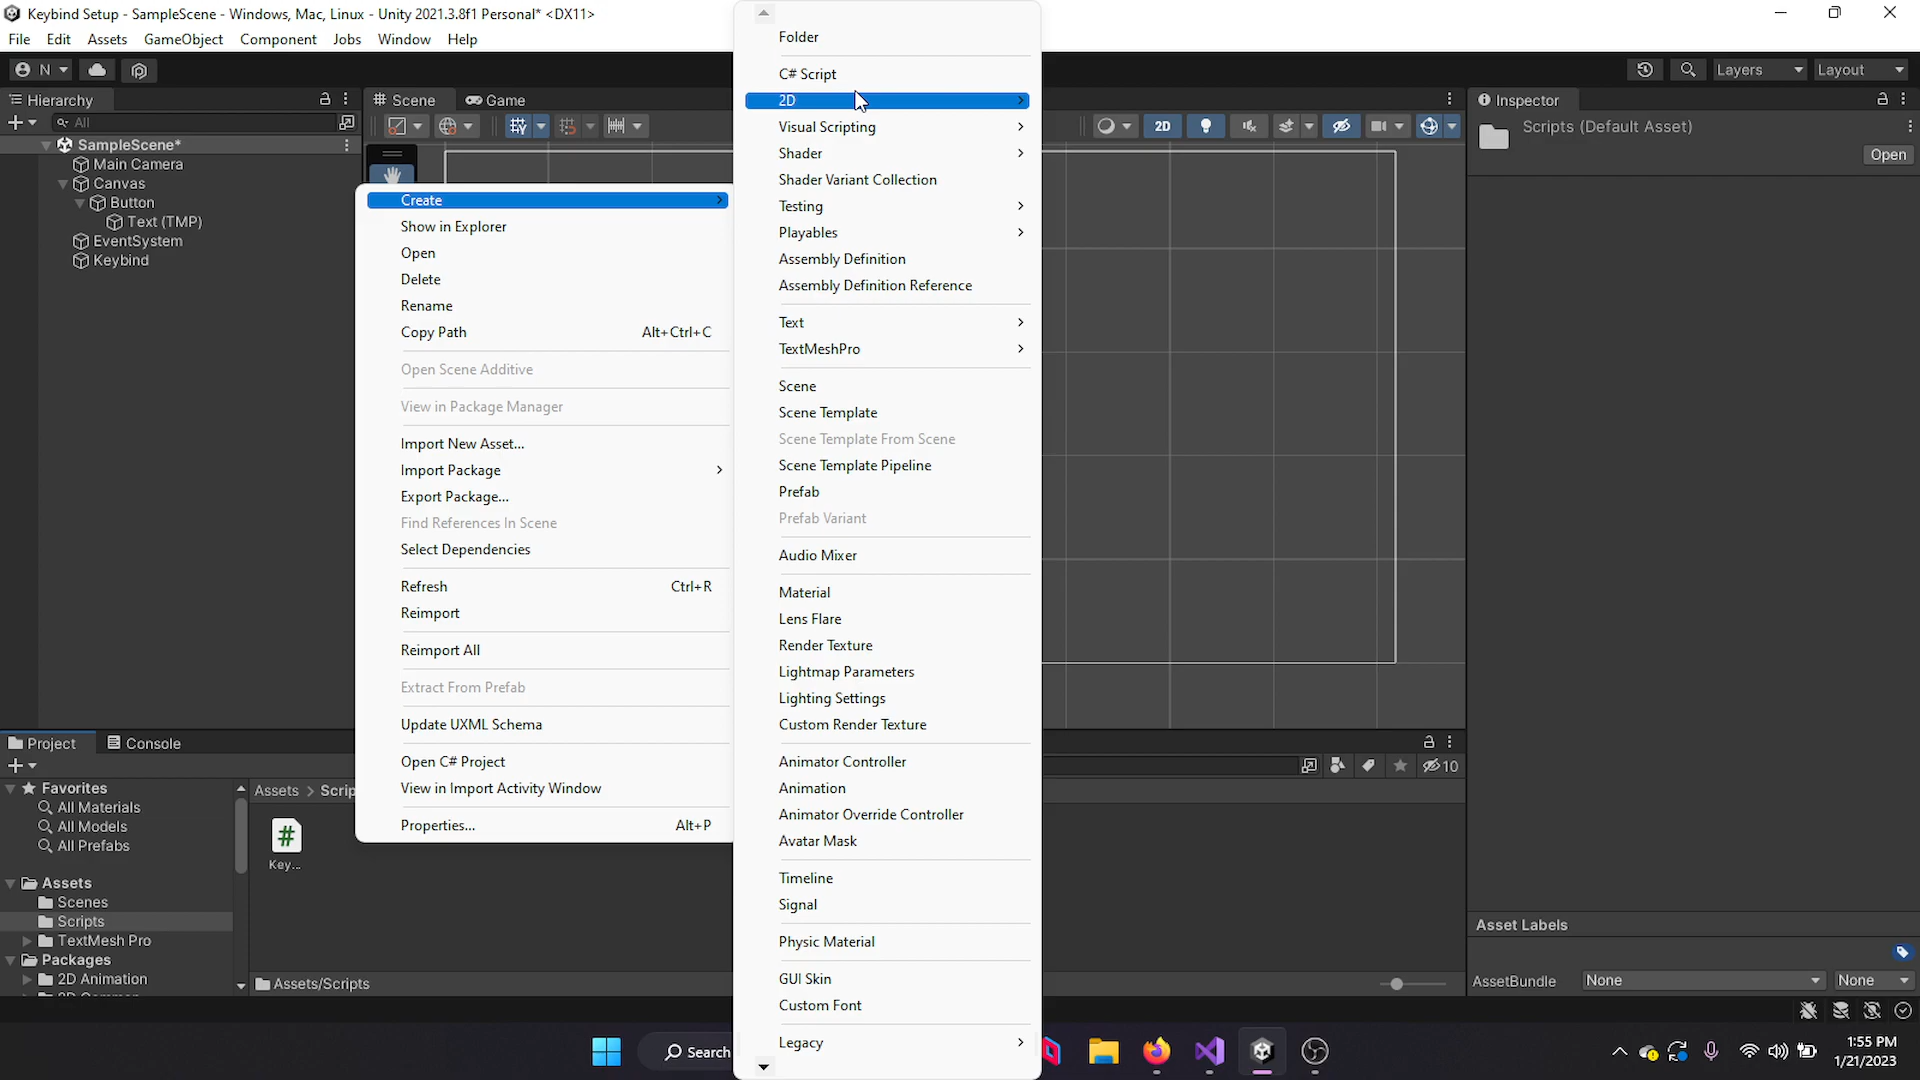 Keybind Setup - SampleScene - Windows, Mac, Linux - Unity 2021.3.8f1 Personal* <DX11>
File Edit Assets GameObject Component Jobs Window Help
N
Layers
Layout
Hierarchy
All
SampleScene*
Main Camera
Canvas
Button
Text (TMP)
EventSystem
Keybind
Scene
Game
2D
Create
Show in Explorer
Open
Delete
Rename
Copy Path Alt+Ctrl+C
Open Scene Additive
View in Package Manager
Import New Asset...
Import Package
Export Package...
Find References In Scene
Select Dependencies
Refresh Ctrl+R
Reimport
Reimport All
Extract From Prefab
Update UXML Schema
Open C# Project
View in Import Activity Window
Properties... Alt+P
Folder
C# Script
2D
Visual Scripting
Shader
Shader Variant Collection
Testing
Playables
Assembly Definition
Assembly Definition Reference
Text
TextMeshPro
Scene
Scene Template
Scene Template From Scene
Scene Template Pipeline
Prefab
Prefab Variant
Audio Mixer
Material
Lens Flare
Render Texture
Lightmap Parameters
Lighting Settings
Custom Render Texture
Animator Controller
Animation
Animator Override Controller
Avatar Mask
Timeline
Signal
Physic Material
GUI Skin
Custom Font
Legacy
Inspector
Scripts (Default Asset)
Open
Asset Labels
AssetBundle None None
Project
Console
10
Favorites
All Materials
All Models
All Prefabs
Assets
Scenes
Scripts
TextMesh Pro
Packages
2D Animation
Assets > Scrip
#
Key...
Assets/Scripts
Search
1:55 PM
1/21/2023